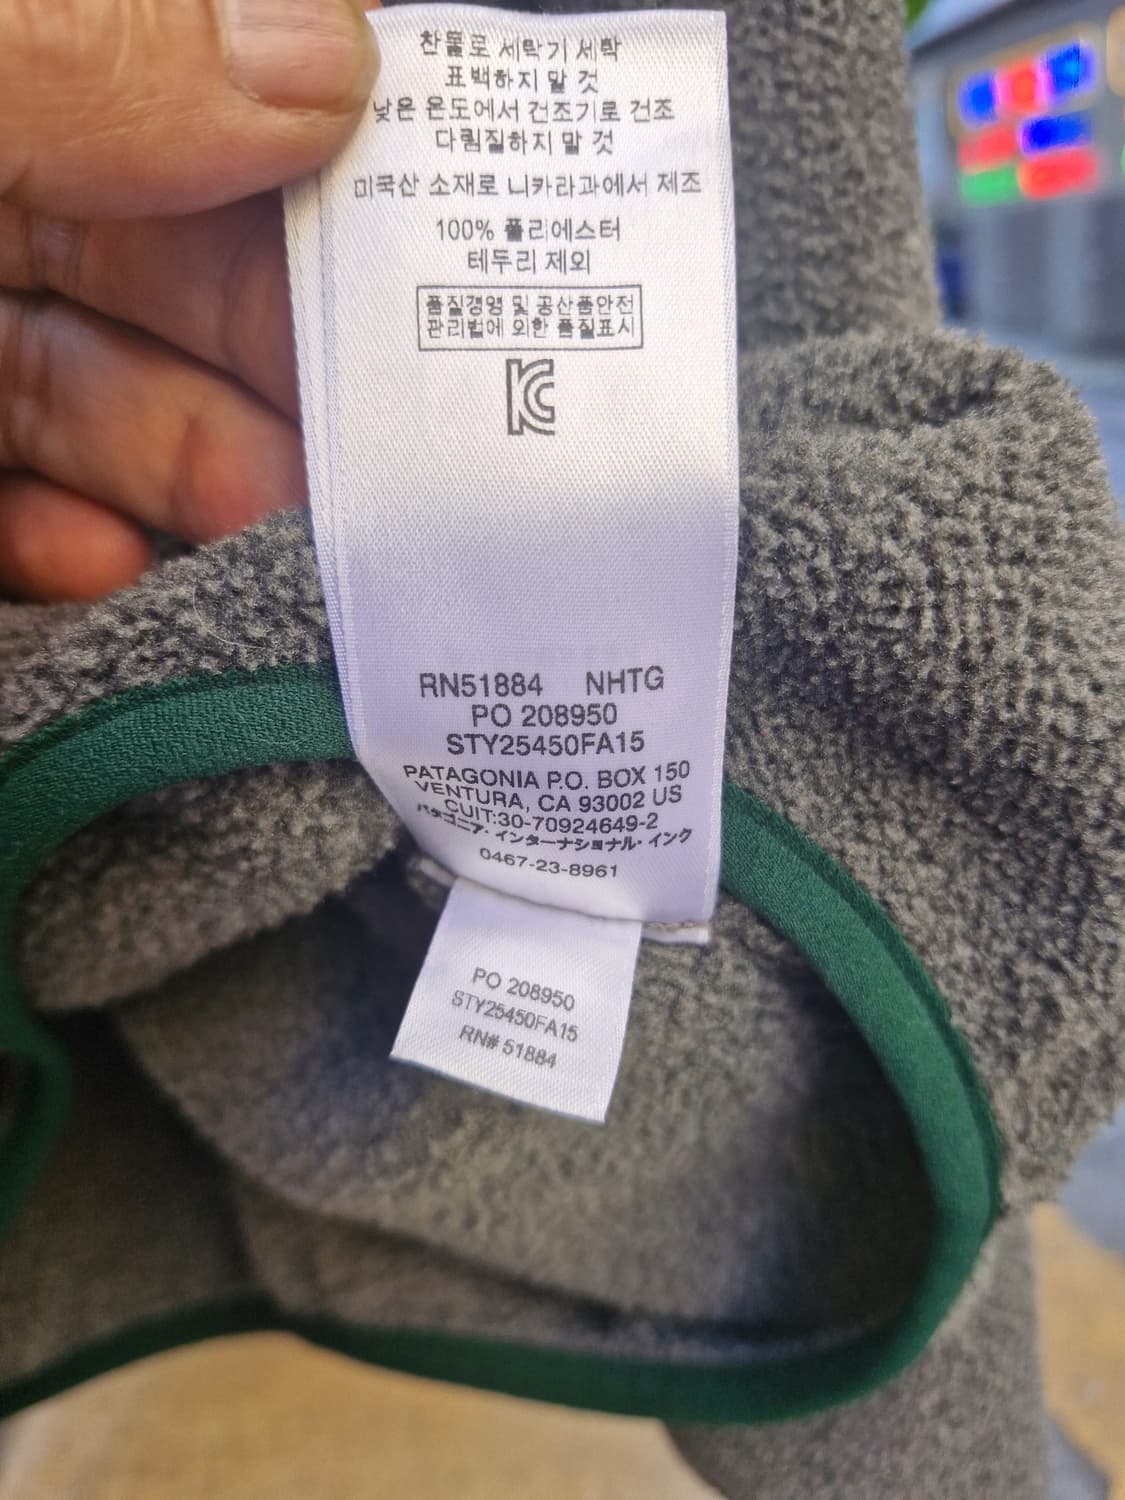 찬물로 세탁기 세탁
표백하지 말 것
낮은 온도에서 건조기로 건조
다림질하지 말 것
미국산 소재로 니카라과에서 제조
100% 폴리에스터
테두리 제외
품질경영 및 공산품안전
관리법에 의한 품질표시
KC
RN51884 NHTG
PO 208950
STY25450FA15
PATAGONIA P.O. BOX 150
VENTURA, CA 93002 US
CUIT:30-70924649-2
パタゴニア・インターナショナル・インク
0467-23-8961
PO 208950
STY25450FA15
RN# 51884